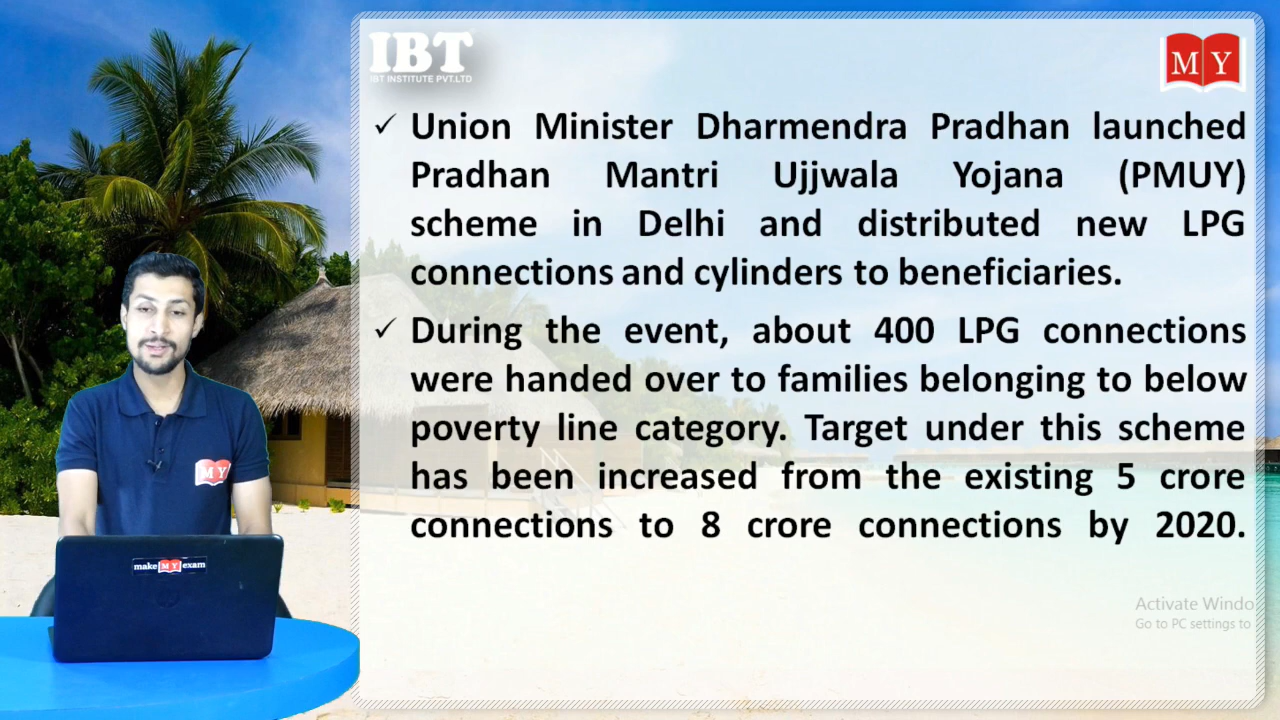 IBT
IBT INSTITUTE PVT.LTD
MY
✓ Union Minister Dharmendra Pradhan launched
Pradhan Mantri Ujjwala Yojana (PMUY)
scheme in Delhi and distributed new LPG
connections and cylinders to beneficiaries.
✓ During the event, about 400 LPG connections
were handed over to families belonging to below
poverty line category. Target under this scheme
has been increased from the existing 5 crore
connections to 8 crore connections by 2020.
MY
make MY exam
Activate Windo
Go to PC settings to